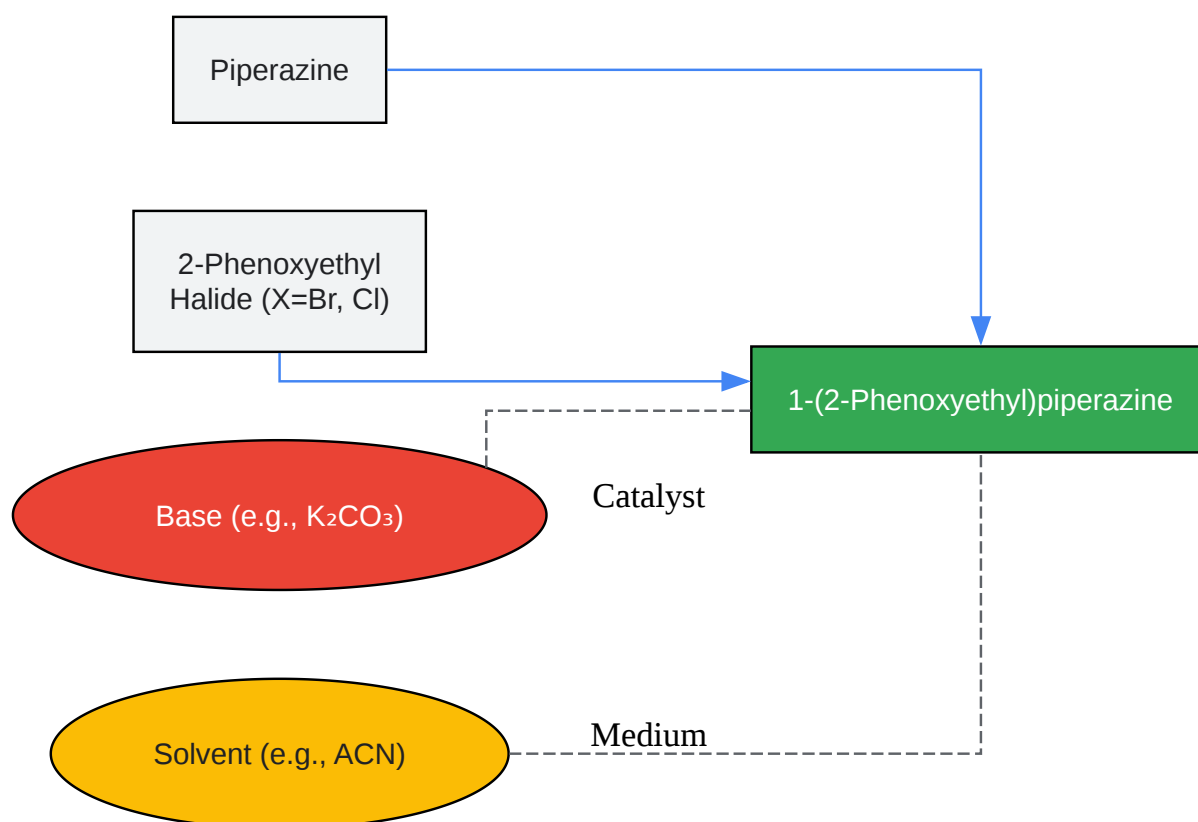 Piperazine
2-Phenoxyethyl
Halide (X=Br, Cl)
1-(2-Phenoxyethyl)piperazine
Base (e.g., K₂CO₃)
Catalyst
Solvent (e.g., ACN)
Medium